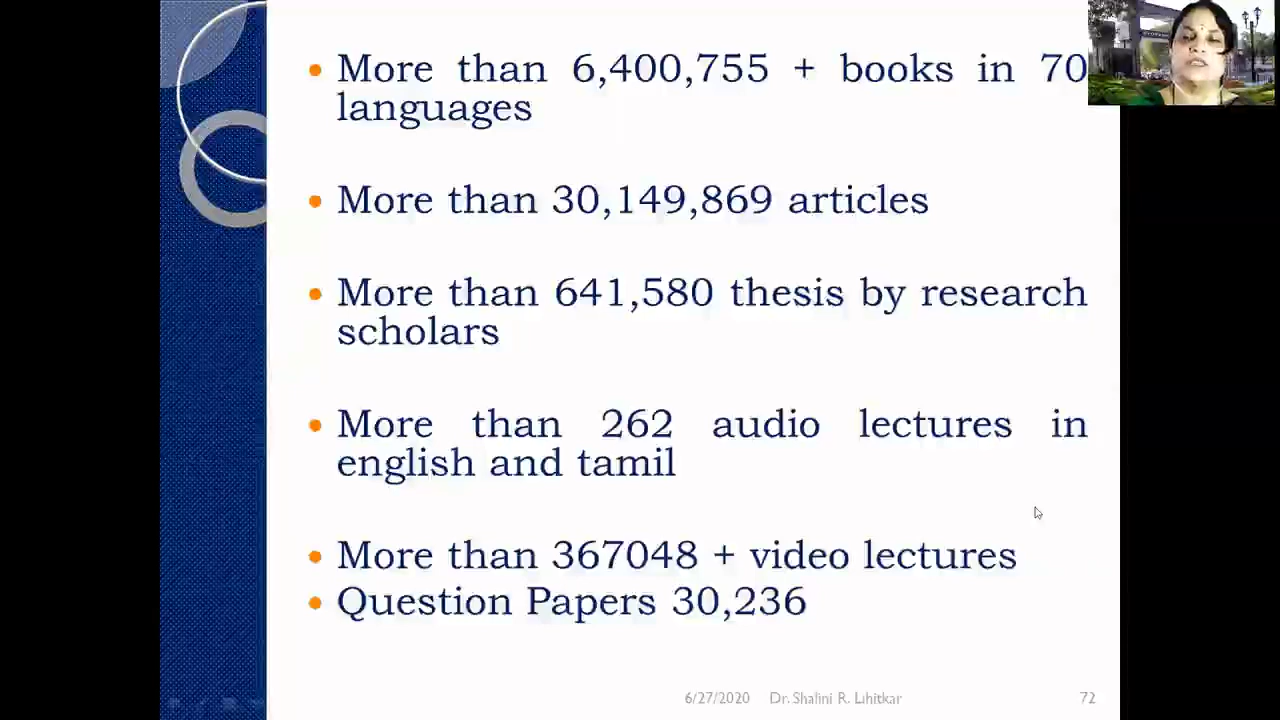 More than 6,400,755 + books in 70
languages
More than 30,149,869 articles
More than 641,580 thesis by research
scholars
More than 262 audio lectures in
english and tamil
More than 367048 + video lectures
Question Papers 30,236
6/27/2020 Dr. Shalini R. Lihitkar 72